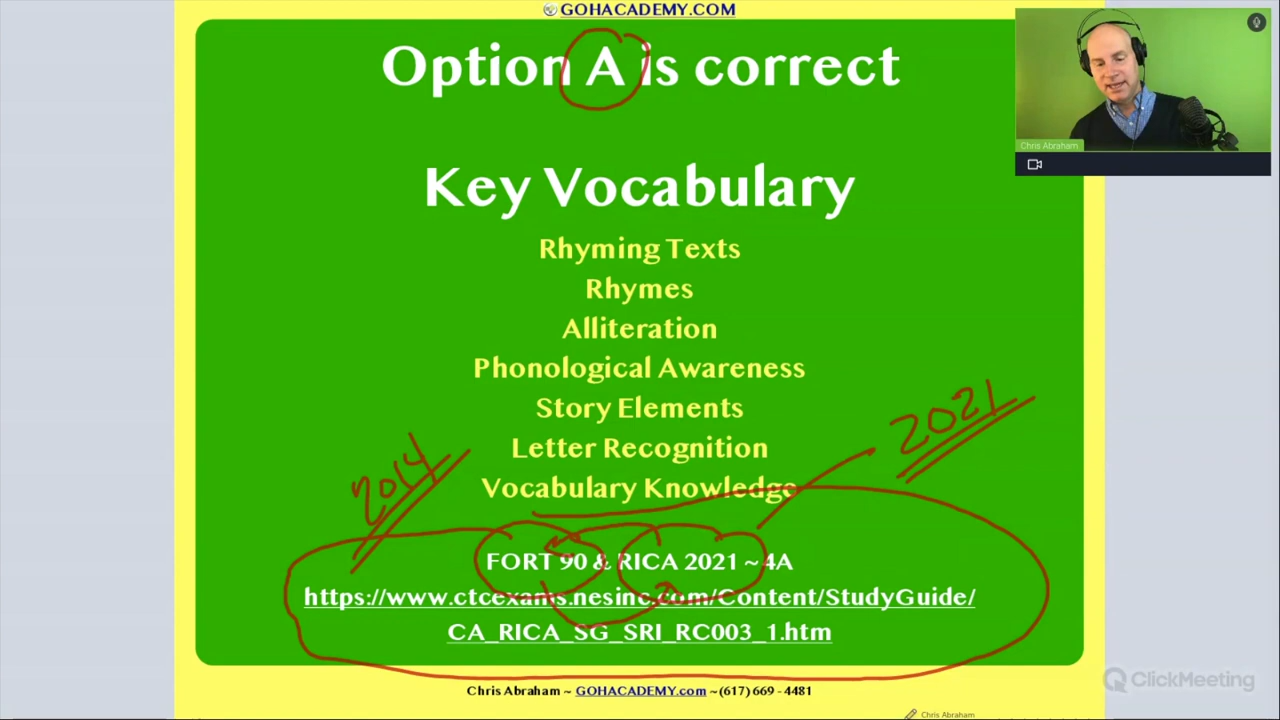 GOHACADEMY.COM
Option A is correct
Chris Abraham
Key Vocabulary
Rhyming Texts
Rhymes
Alliteration
Phonological Awareness
Story Elements
2021
Letter Recognition
2014
Vocabulary Knowledge
FORT 90 & RICA 2021 ~ 4A
https://www.ctcexams.nesinc.com/Content/StudyGuide/
CA_RICA_SG_SRI_RC003_1.htm
ClickMeeting
Chris Abraham ~ GOHACADEMY.com ~(617) 669 - 4481
Chris Abraham